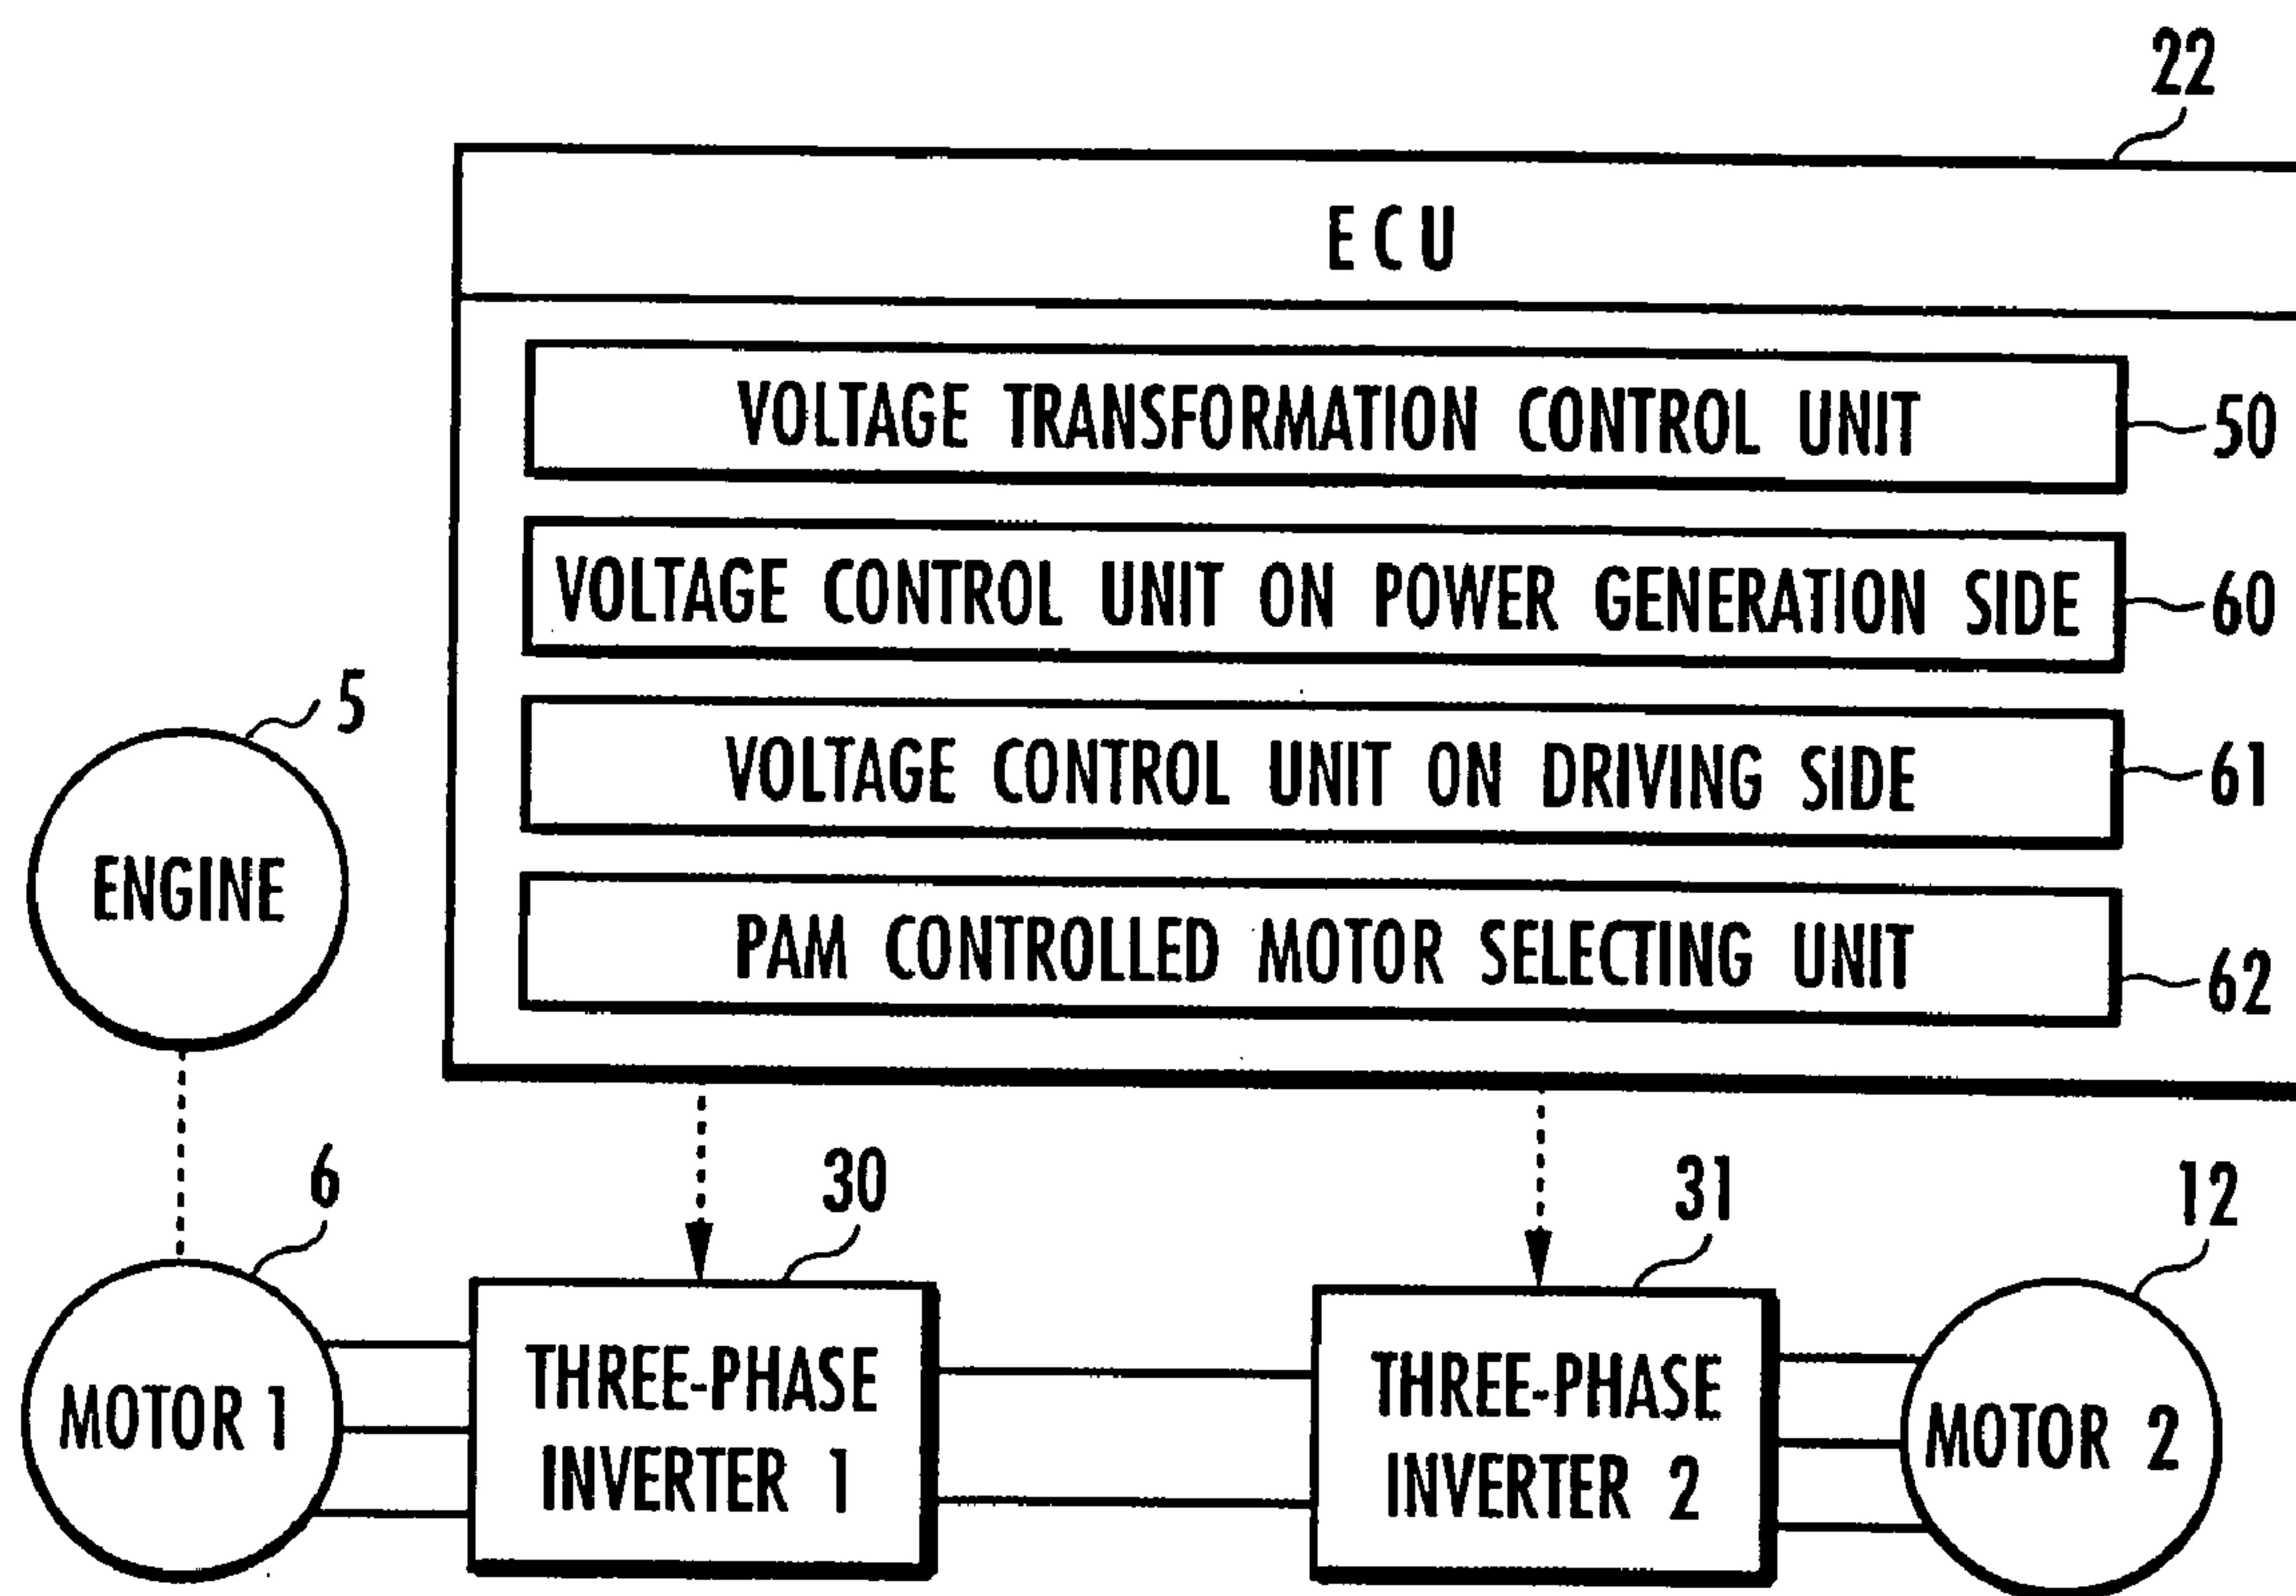 22
ECU
VOLTAGE TRANSFORMATION CONTROL UNIT
50
VOLTAGE CONTROL UNIT ON POWER GENERATION SIDE
60
VOLTAGE CONTROL UNIT ON DRIVING SIDE
61
PAM CONTROLLED MOTOR SELECTING UNIT
62
5
ENGINE
6
30
31
12
MOTOR 1
THREE-PHASE
INVERTER 1
THREE-PHASE
INVERTER 2
MOTOR 2